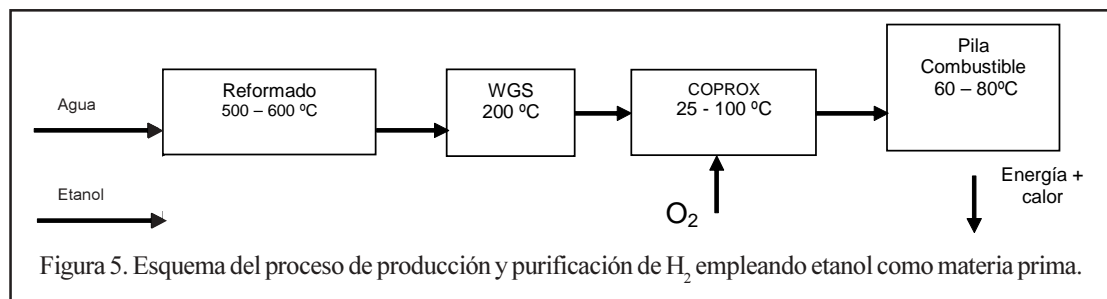 Agua
Etanol
Reformado
500 – 600 ºC
WGS
200 ºC
COPROX
25 - 100 ºC
O₂
Pila
Combustible
60 – 80ºC
Energía +
calor
Figura 5. Esquema del proceso de producción y purificación de H₂ empleando etanol como materia prima.